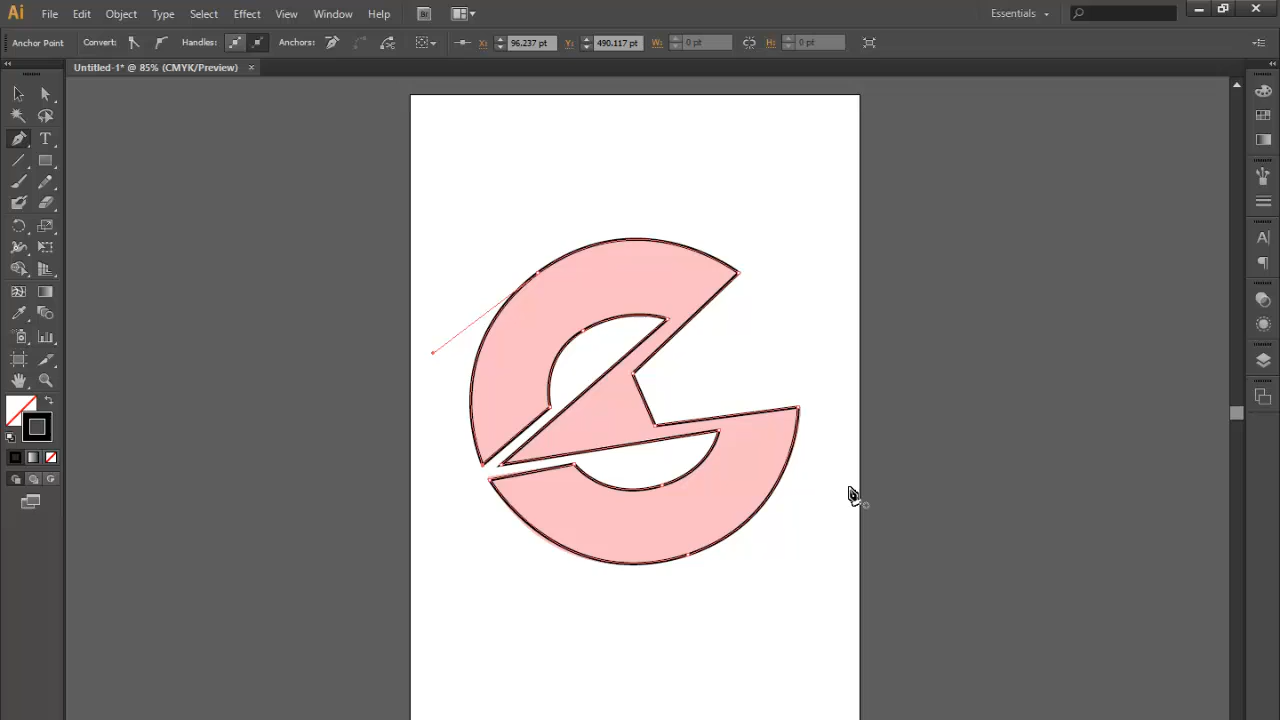 Ai File Edit Object Type Select Effect View Window Help Br Essentials
Anchor Point Convert: Handles: Anchors: X: 96.237 pt Y: 490.117 pt W: 0 pt H: 0 pt
Untitled-1* @ 85% (CMYK/Preview) ×
T
A